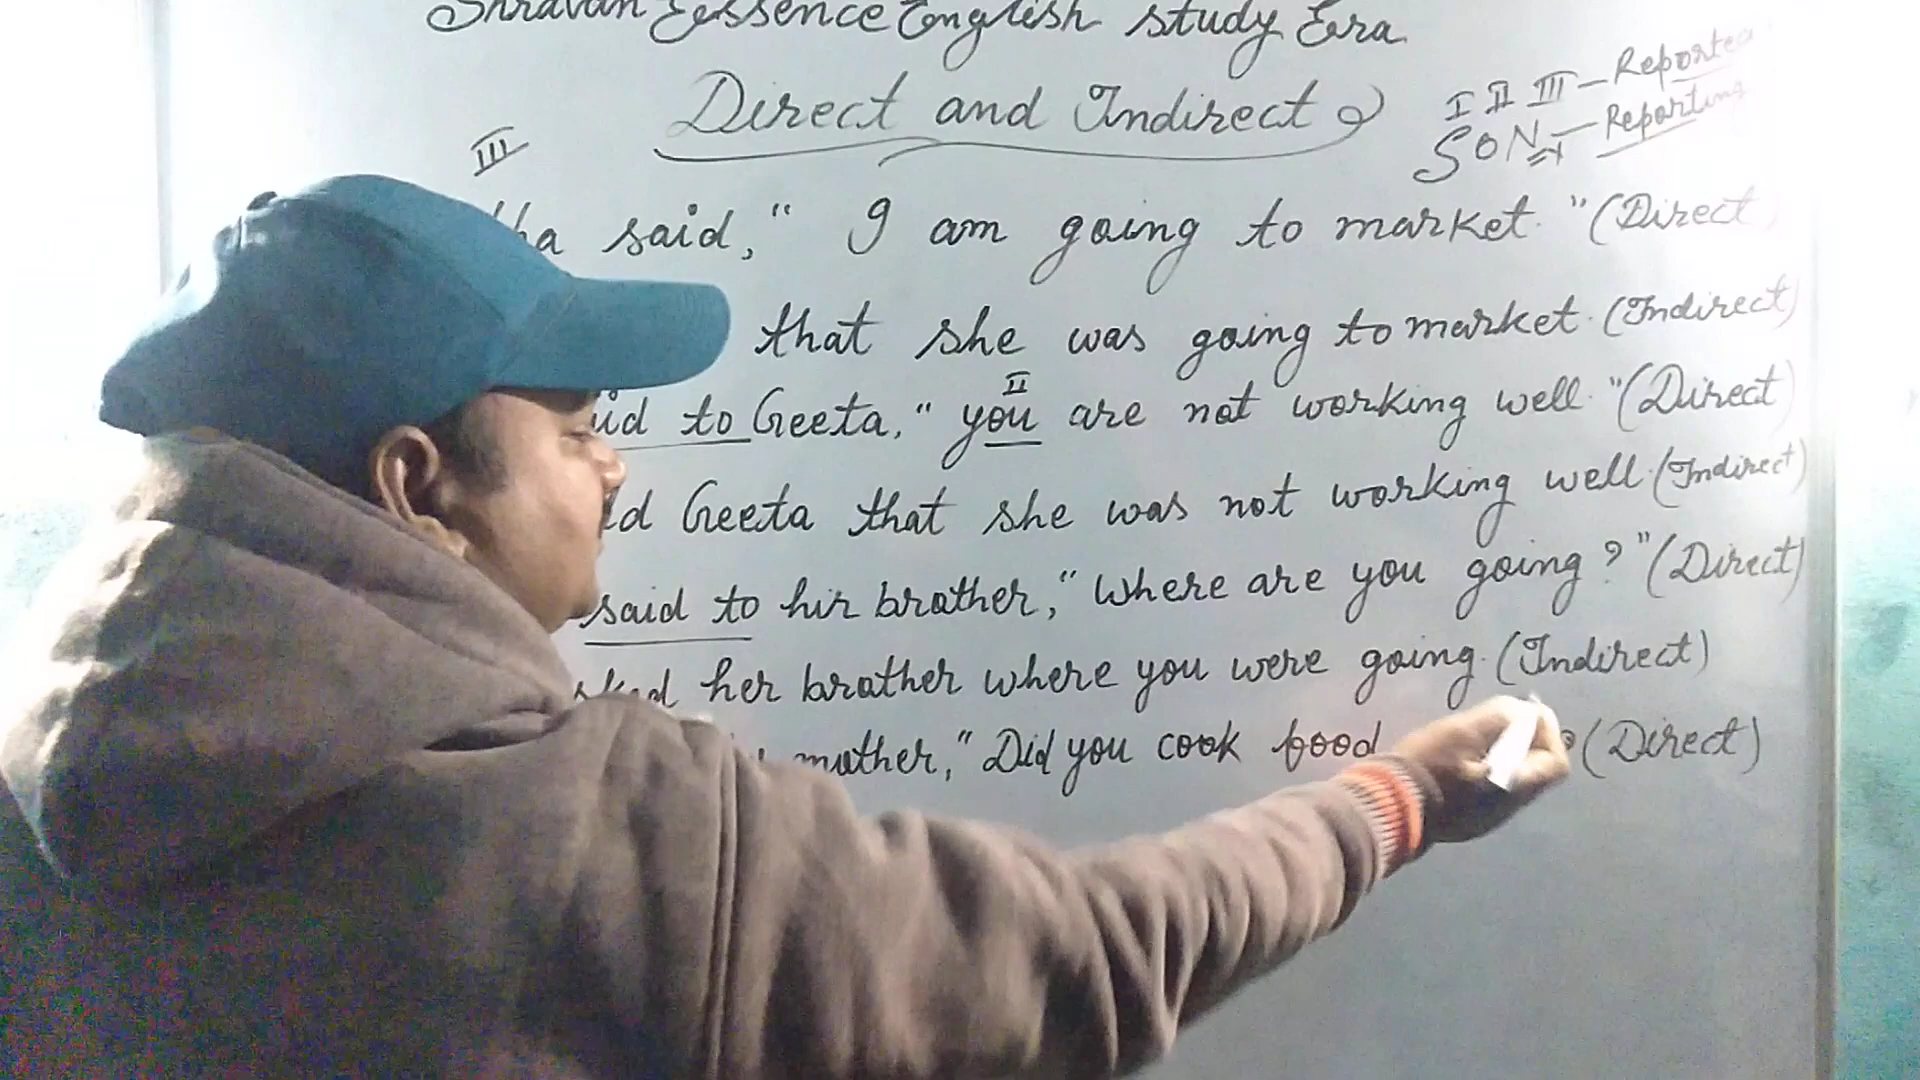 Shravan Essence English study Era
Direct and Indirect
I II III - Reported
SON - Reporting
III
said, " I am going to market. " (Direct)
that she was going to market. (Indirect)
II
to Geeta, " you are not working well. " (Direct)
Geeta that she was not working well. (Indirect)
said to his brother, " where are you going ? " (Direct)
her brother where you were going. (Indirect)
mother, " Did you cook food (Direct)